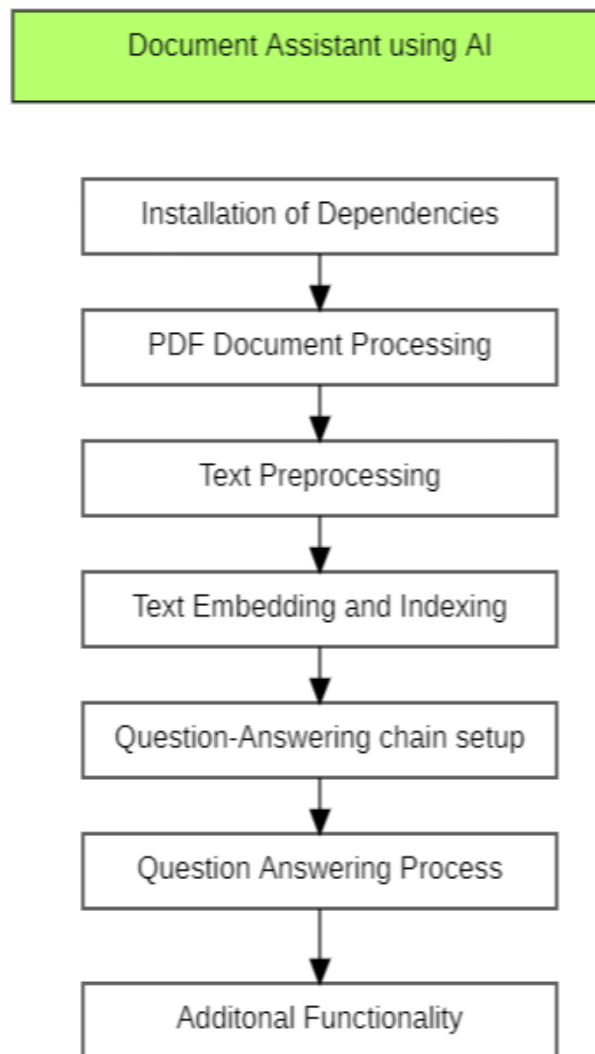 Document Assistant using AI
Installation of Dependencies
PDF Document Processing
Text Preprocessing
Text Embedding and Indexing
Question-Answering chain setup
Question Answering Process
Additonal Functionality